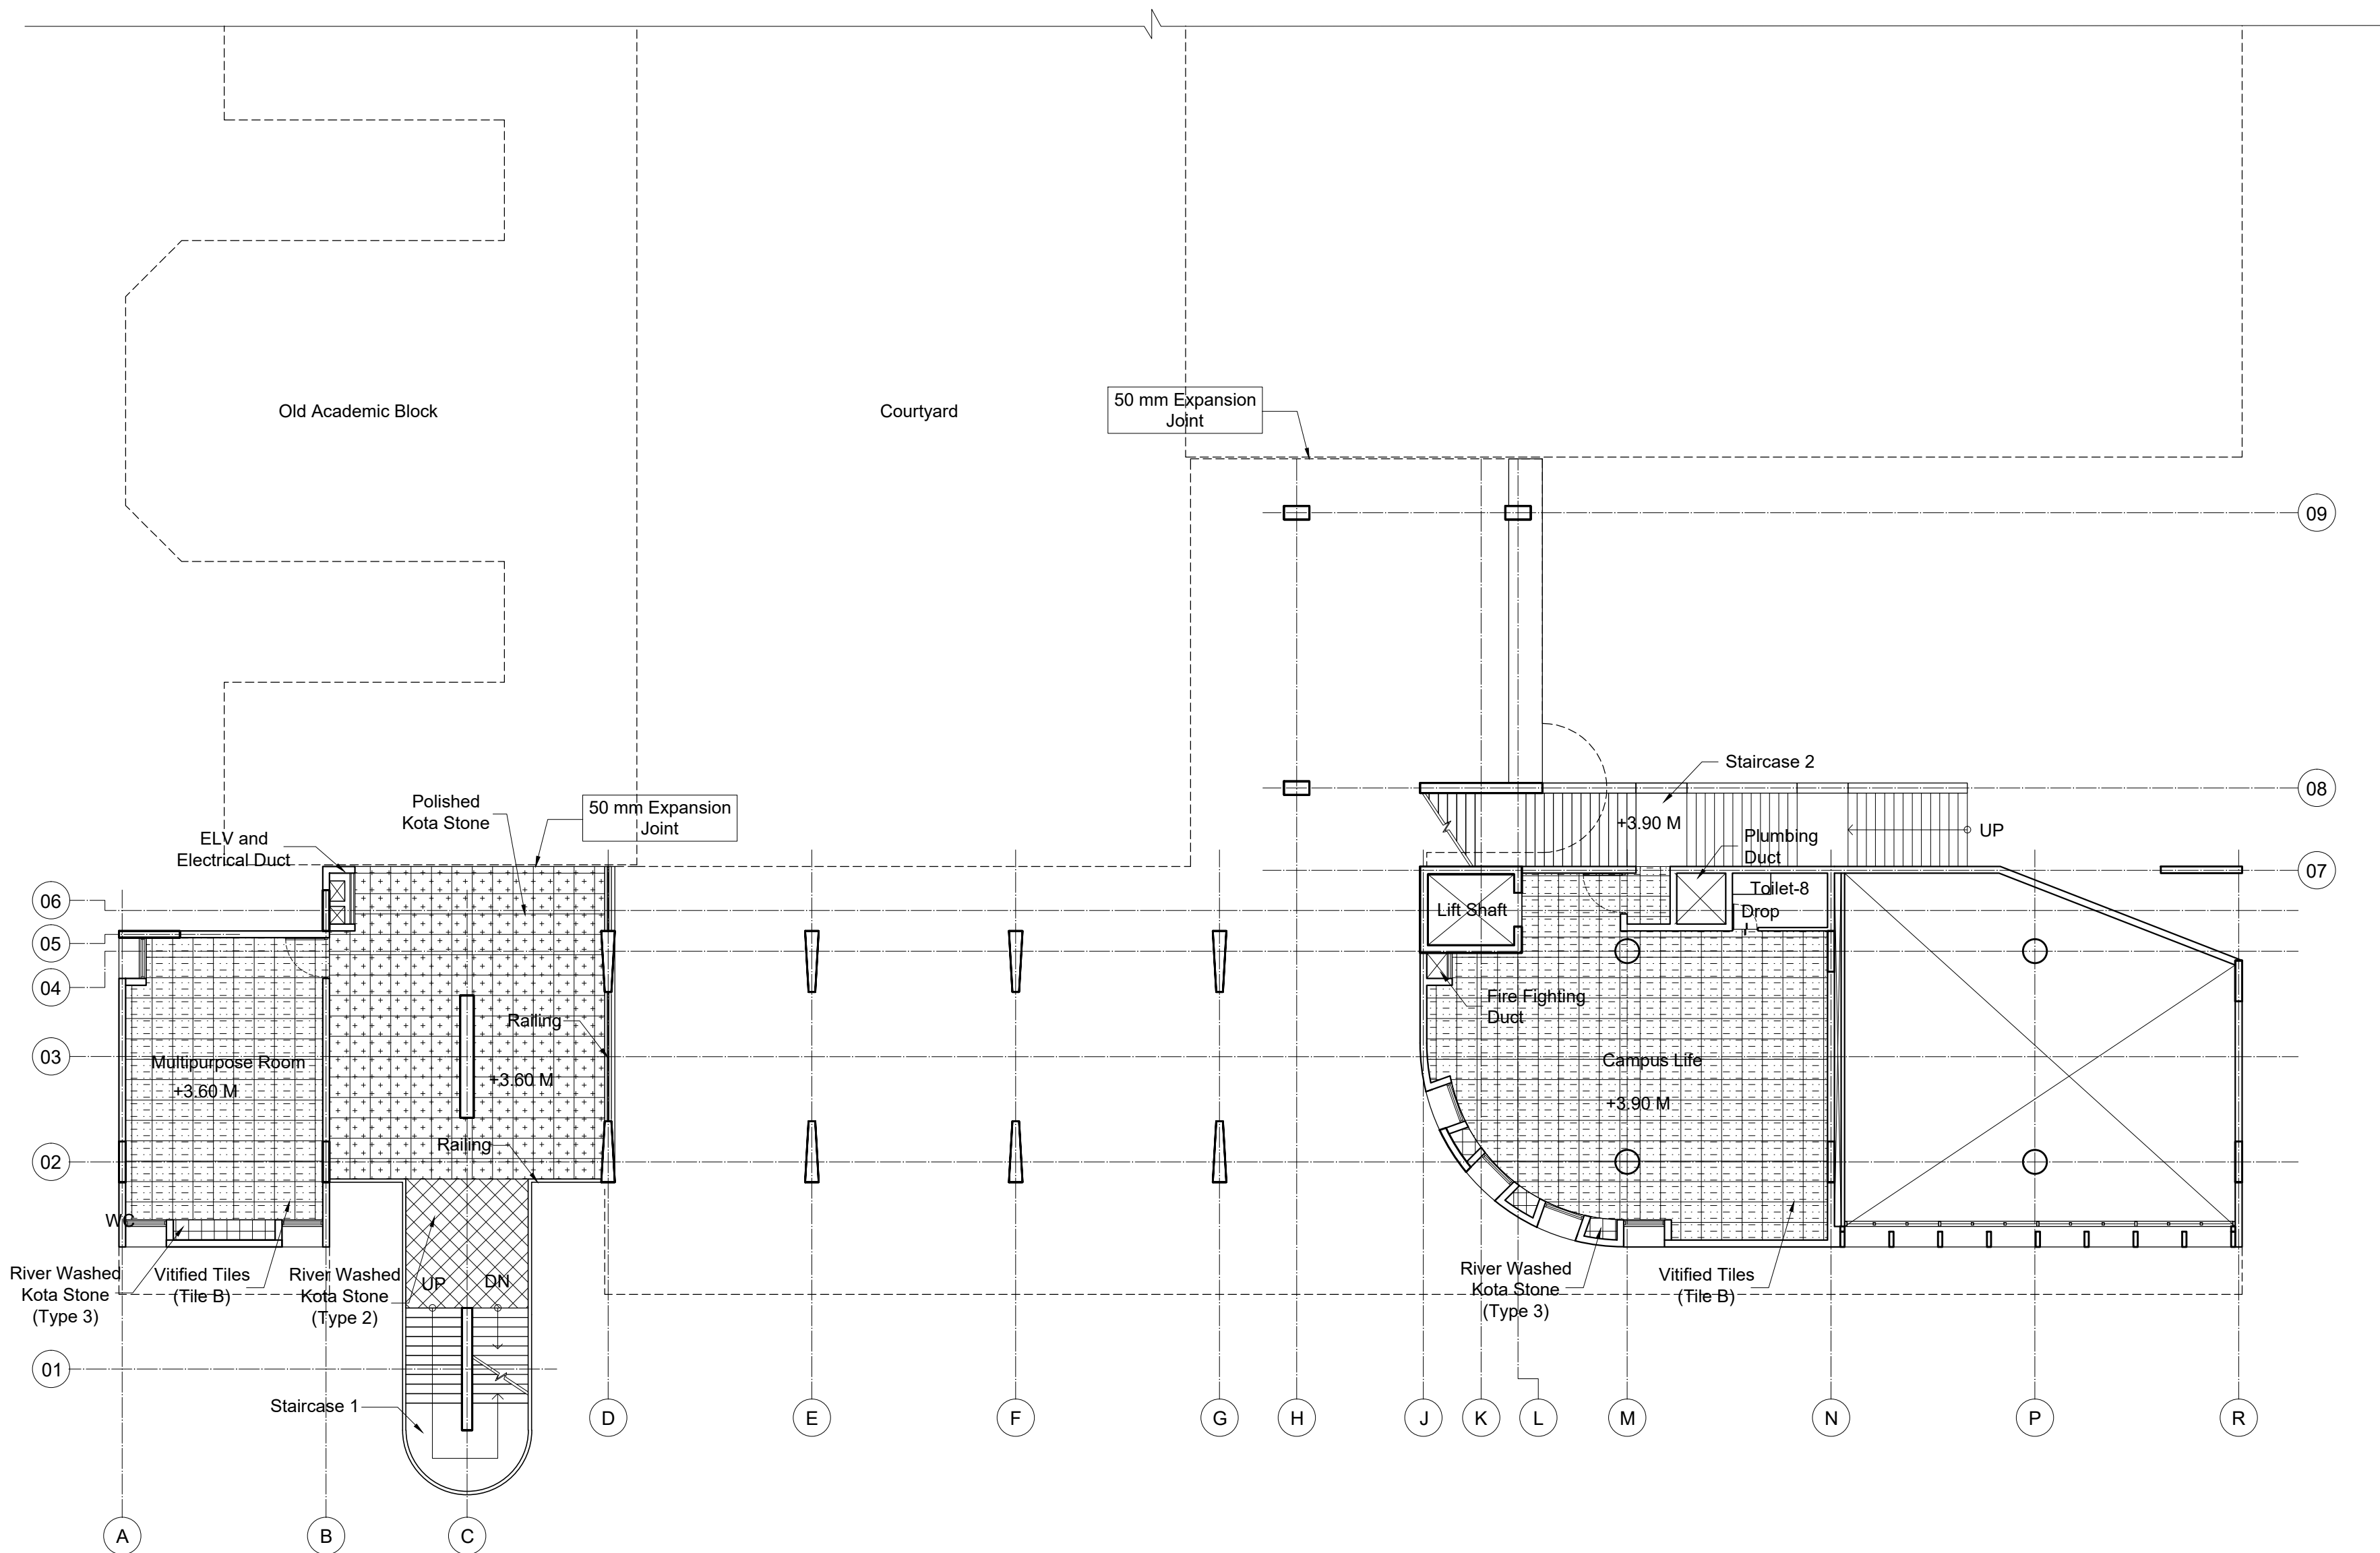 Old Academic Block
Courtyard
50 mm Expansion
Joint
09
Staircase 2
08
+3.90 M
UP
Plumbing
Duct
Polished
Kota Stone
50 mm Expansion
Joint
ELV and
Electrical Duct
07
06
Lift Shaft
Toilet-8
Drop
05
04
Fire Fighting
Duct
Railing
03
Multipurpose Room
+3.60 M
+3.60 M
Campus Life
+3.90 M
Railing
02
WC
River Washed
Kota Stone
(Type 3)
Vitified Tiles
(Tile B)
River Washed
Kota Stone
(Type 2)
UP
DN
River Washed
Kota Stone
(Type 3)
Vitified Tiles
(Tile B)
01
Staircase 1
D
E
F
G
H
J
K
L
M
N
P
R
A
B
C